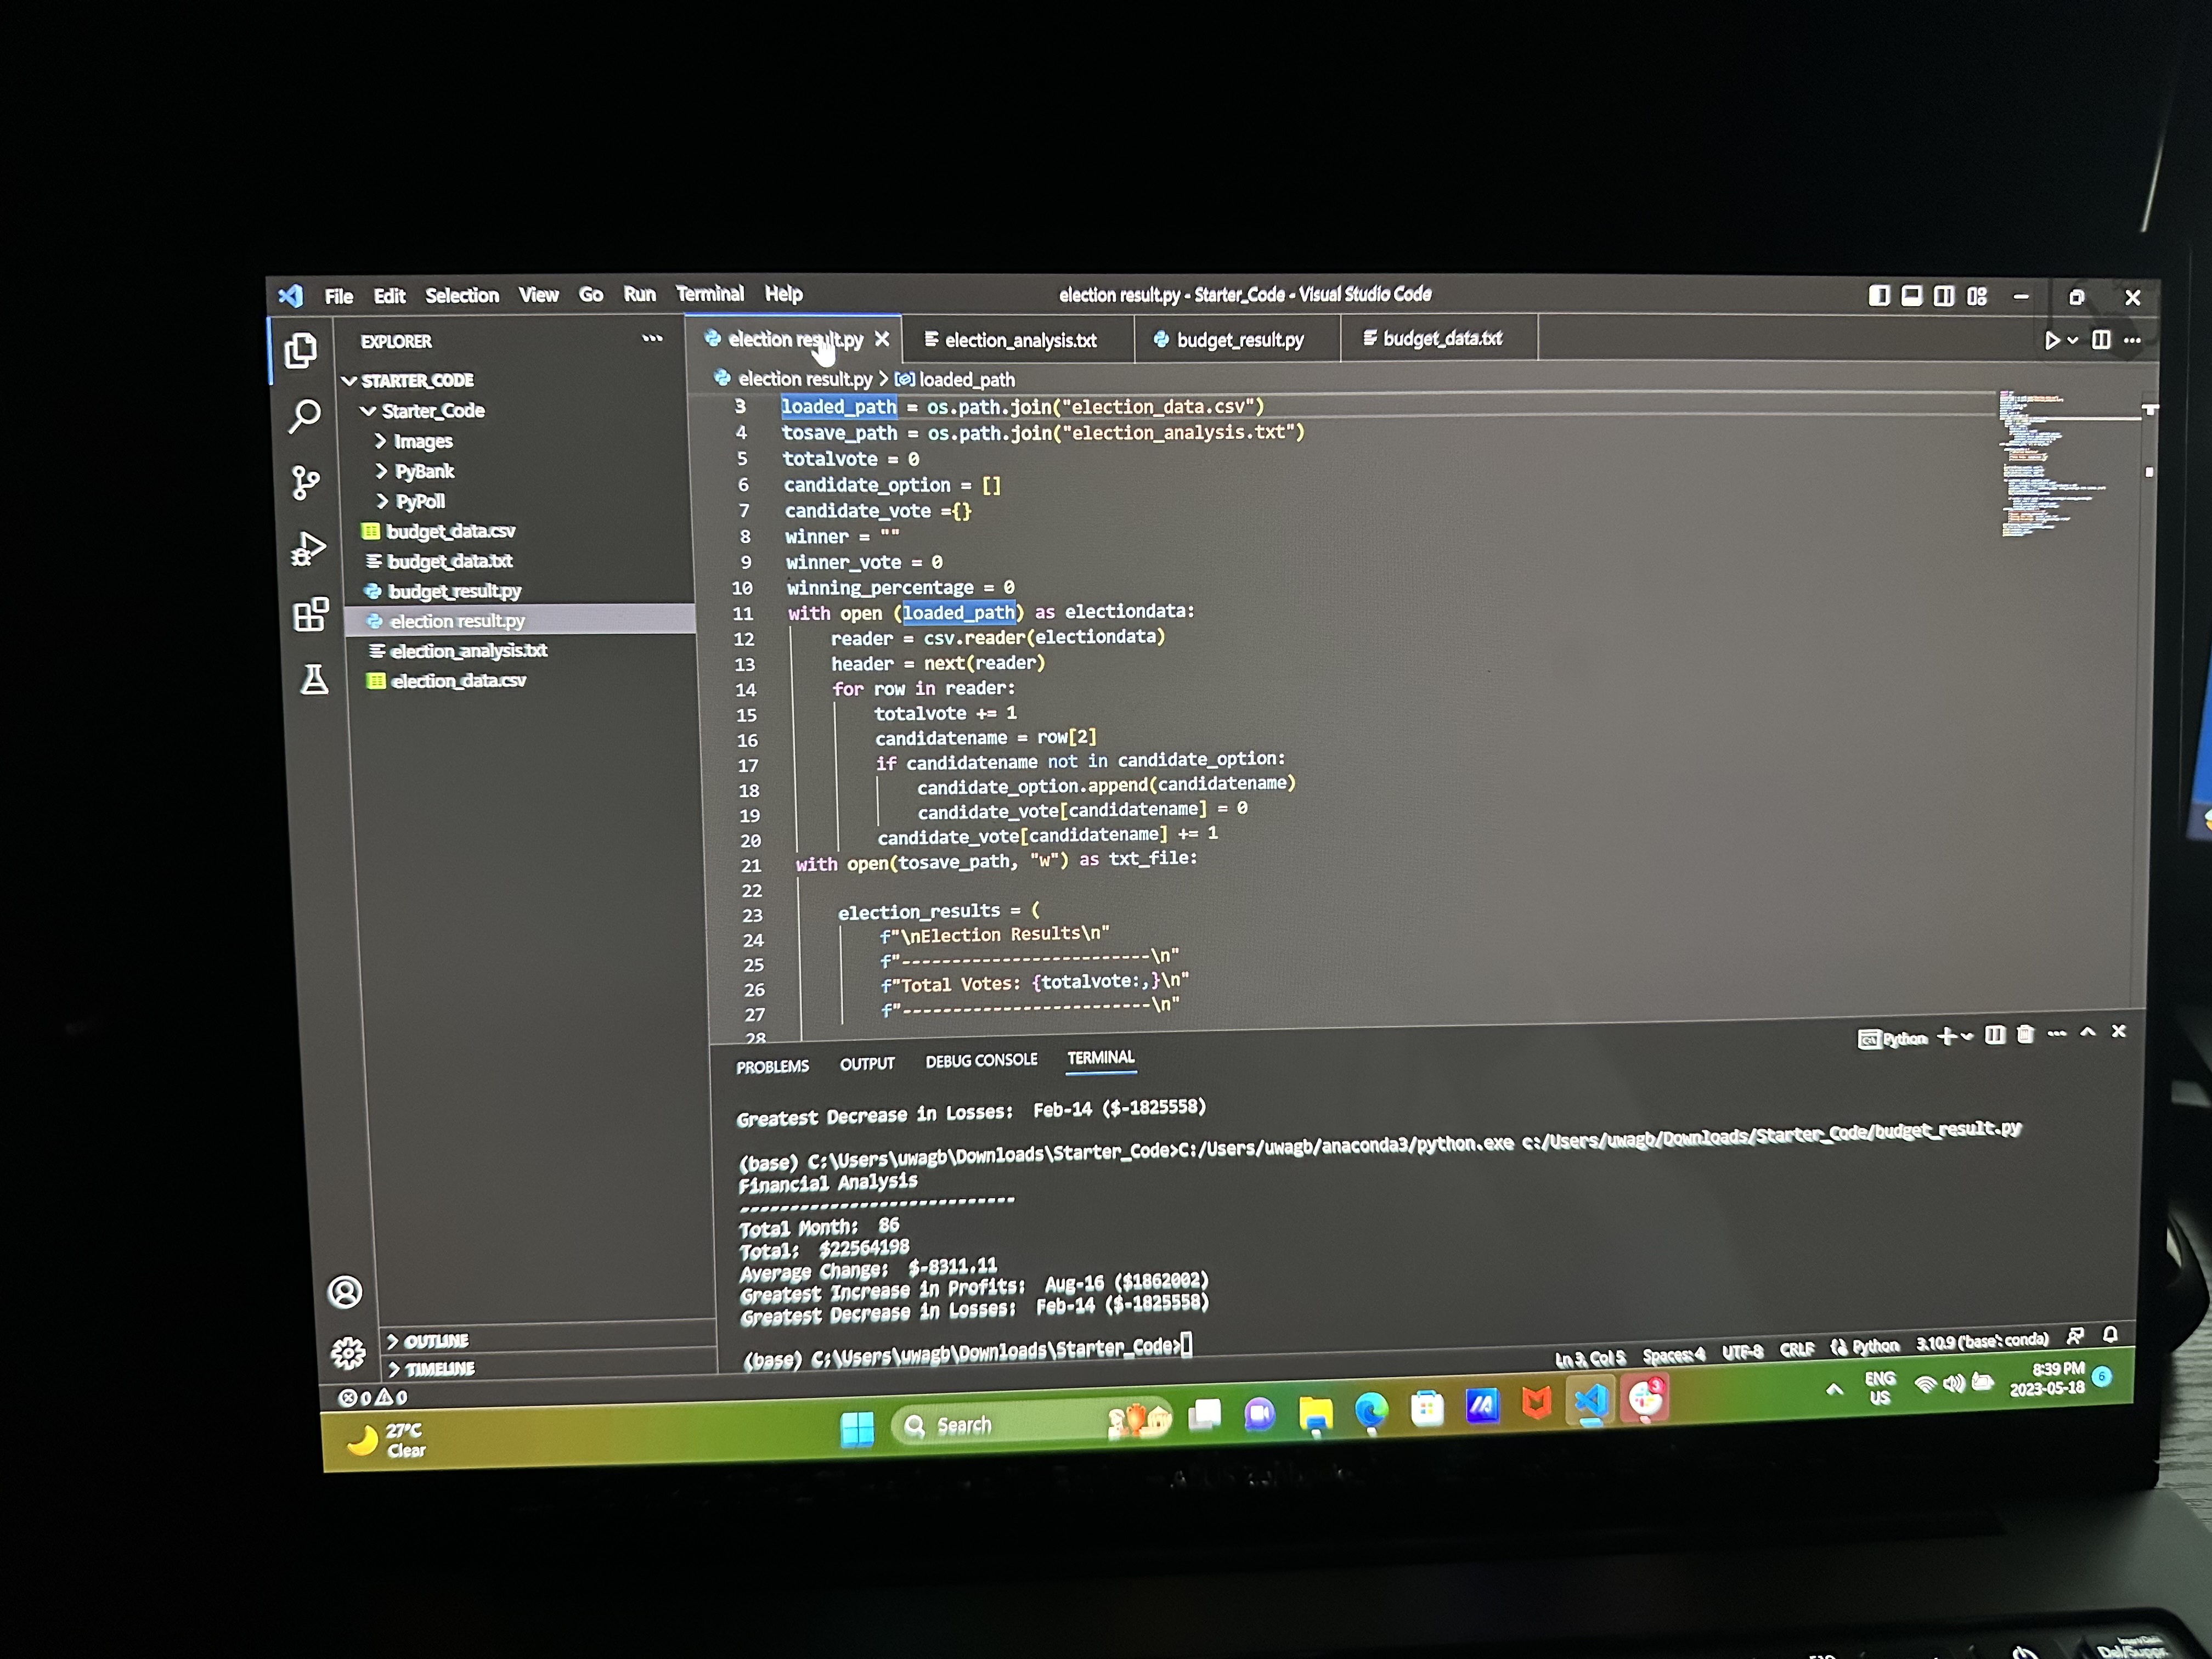 File Edit Selection View Go Run Terminal Help
election result.py - Starter_Code - Visual Studio Code
EXPLORER
STARTER_CODE
Starter_Code
Images
PyBank
PyPoll
budget_data.csv
budget_data.txt
budget_result.py
election result.py
election_analysis.txt
election_data.csv
OUTLINE
TIMELINE
election result.py
election_analysis.txt
budget_result.py
budget_data.txt
election result.py > loaded_path
3 loaded_path = os.path.join("election_data.csv")
4 tosave_path = os.path.join("election_analysis.txt")
5 totalvote = 0
6 candidate_option = []
7 candidate_vote ={}
8 winner = ""
9 winner_vote = 0
10 winning_percentage = 0
11 with open (loaded_path) as electiondata:
12 reader = csv.reader(electiondata)
13 header = next(reader)
14 for row in reader:
15 totalvote += 1
16 candidatename = row[2]
17 if candidatename not in candidate_option:
18 candidate_option.append(candidatename)
19 candidate_vote[candidatename] = 0
20 candidate_vote[candidatename] += 1
21 with open(tosave_path, "w") as txt_file:
22
23 election_results = (
24 f"\nElection Results\n"
25 f"-------------------------\n"
26 f"Total Votes: {totalvote:,}\n"
27 f"-------------------------\n"
28
PROBLEMS OUTPUT DEBUG CONSOLE TERMINAL
Python
Greatest Decrease in Losses: Feb-14 ($-1825558)
(base) C:\Users\uwagb\Downloads\Starter_Code>C:/Users/uwagb/anaconda3/python.exe c:/Users/uwagb/Downloads/Starter_Code/budget_result.py
Financial Analysis
----------------------------
Total Month: 86
Total: $22564198
Average Change: $-8311.11
Greatest Increase in Profits: Aug-16 ($1862002)
Greatest Decrease in Losses: Feb-14 ($-1825558)
(base) C:\Users\uwagb\Downloads\Starter_Code>
0 0
Ln 3, Col 5 Spaces: 4 UTF-8 CRLF Python 3.10.9 ('base': conda)
27°C
Clear
Search
3
ENG
US
8:39 PM
2023-05-18
6